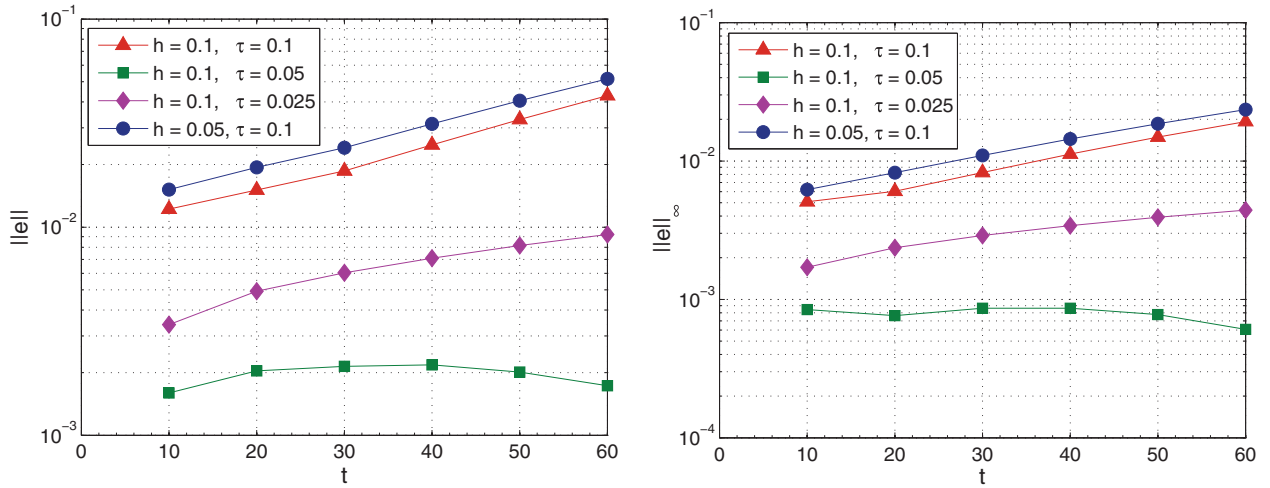 10^{-1}
10^{-2}
10^{-3}
||e||
h = 0.1, τ = 0.1
h = 0.1, τ = 0.05
h = 0.1, τ = 0.025
h = 0.05, τ = 0.1
0 10 20 30 40 50 60
t
10^{-1}
10^{-2}
10^{-3}
10^{-4}
||e||_∞
h = 0.1, τ = 0.1
h = 0.1, τ = 0.05
h = 0.1, τ = 0.025
h = 0.05, τ = 0.1
0 10 20 30 40 50 60
t